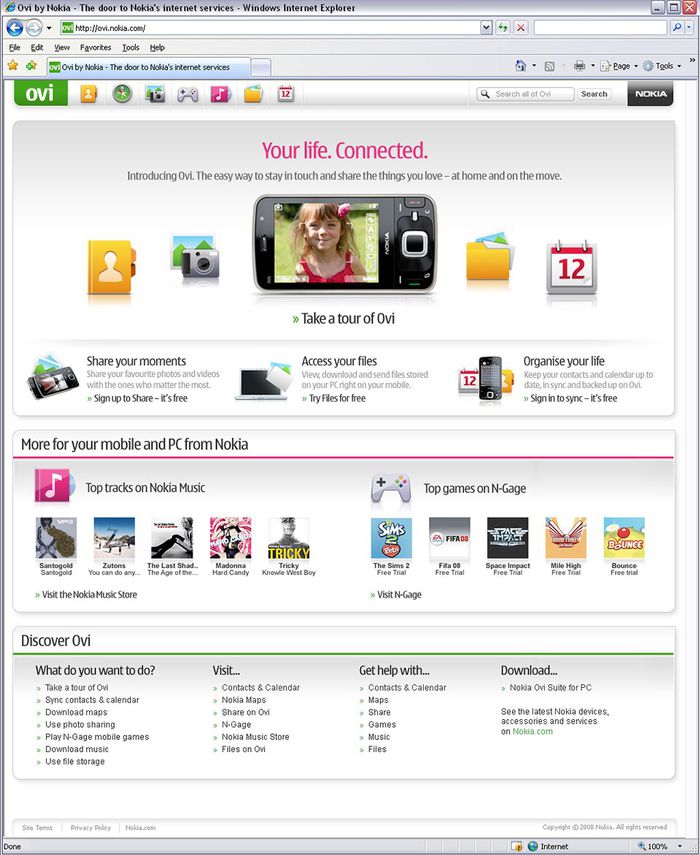 Ovi by Nokia - The door to Nokia's internet services - Windows Internet Explorer
http://ovi.nokia.com/
File Edit View Favorites Tools Help
Ovi by Nokia - The door to Nokia's internet services
Page Tools
ovi
12
Search all of Ovi Search
NOKIA
Your life. Connected.
Introducing Ovi. The easy way to stay in touch and share the things you love – at home and on the move.
NOKIA
12
» Take a tour of Ovi
Share your moments
Share your favourite photos and videos
with the ones who matter the most.
» Sign up to Share – it's free
Access your files
View, download and send files stored
on your PC right on your mobile.
» Try Files for free
12
Organise your life
Keep your contacts and calendar up to
date, in sync and backed up on Ovi.
» Sign in to sync – it's free
More for your mobile and PC from Nokia
Top tracks on Nokia Music
TRICKY
Santogold
Santogold
Zutons
You can do any...
The Last Shad..
The Age of the...
Madonna
Hard Candy
Tricky
Knowle West Boy
» Visit the Nokia Music Store
Top games on N-Gage
SIMS
Pets
FIFA08
SPACE
IMPACT
BOUNCE
The Sims 2
Free Trial
Fifa 08
Free Trial
Space Impact
Free Trial
Mile High
Free Trial
Bounce
Free trial
» Visit N-Gage
Discover Ovi
What do you want to do?
» Take a tour of Ovi
» Sync contacts & calendar
» Download maps
» Use photo sharing
» Play N-Gage mobile games
» Download music
» Use file storage
Visit...
» Contacts & Calendar
» Nokia Maps
» Share on Ovi
» N-Gage
» Nokia Music Store
» Files on Ovi
Get help with...
» Contacts & Calendar
» Maps
» Share
» Games
» Music
» Files
Download...
» Nokia Ovi Suite for PC
See the latest Nokia devices,
accessories and services
on Nokia.com
Site Terms | Privacy Policy | Nokia.com
Copyright © 2008 Nokia. All rights reserved
Done
Internet
100%